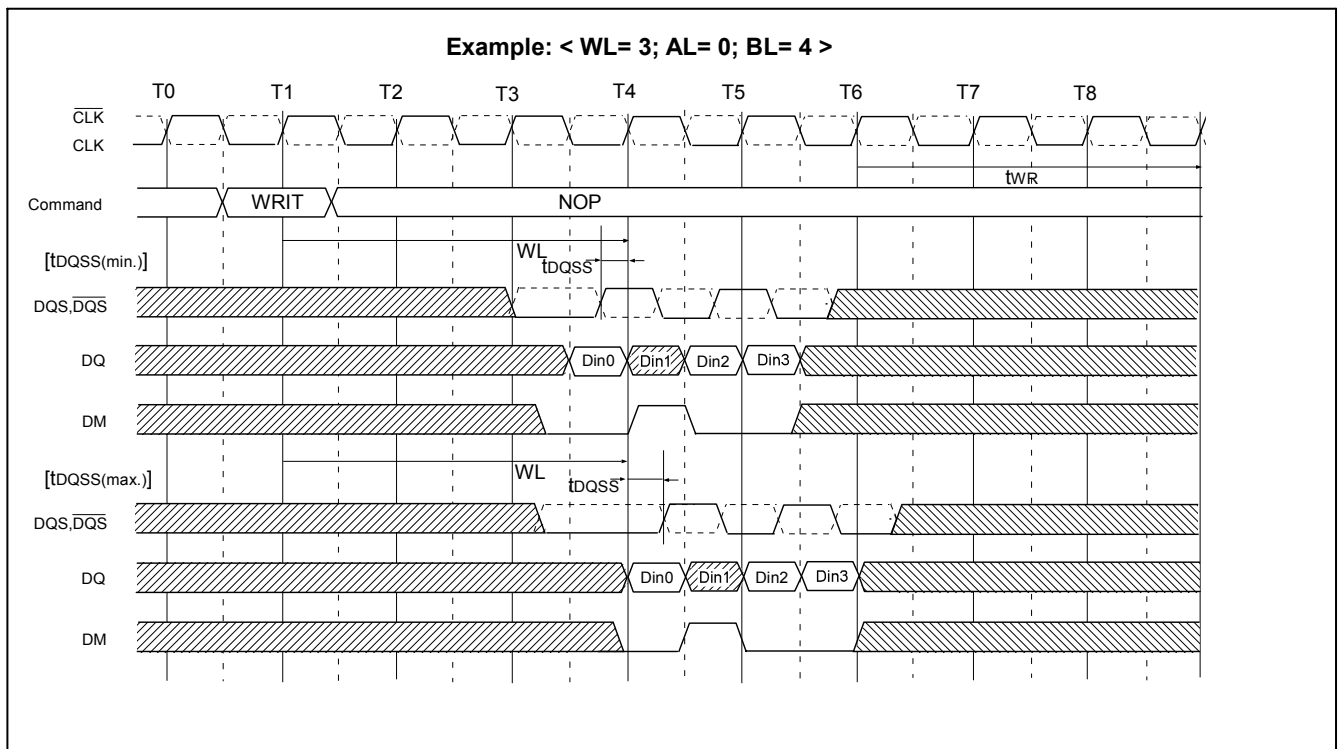 Example: < WL= 3; AL= 0; BL= 4 >
T0 T1 T2 T3 T4 T5 T6 T7 T8
CLK
CLK
tWR
Command WRIT NOP
WL
[tDQSS(min.)] tDQSS
DQS,DQS
DQ Din0 Din1 Din2 Din3
DM
WL
[tDQSS(max.)] tDQSS
DQS,DQS
DQ Din0 Din1 Din2 Din3
DM